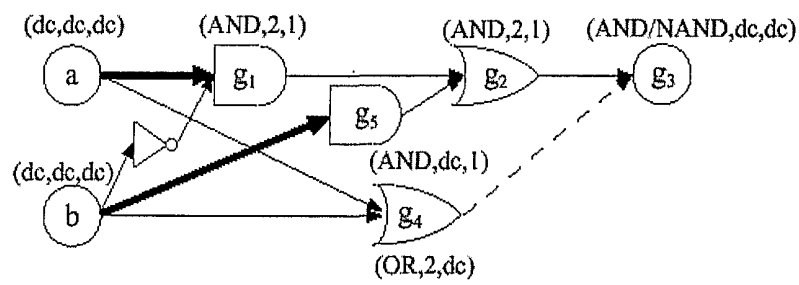 (dc,dc,dc)
(AND,2,1)
(AND,2,1)
(AND/NAND,dc,dc)
a
g₁
g₂
g₃
g₅
(dc,dc,dc)
(AND,dc,1)
b
g₄
(OR,2,dc)